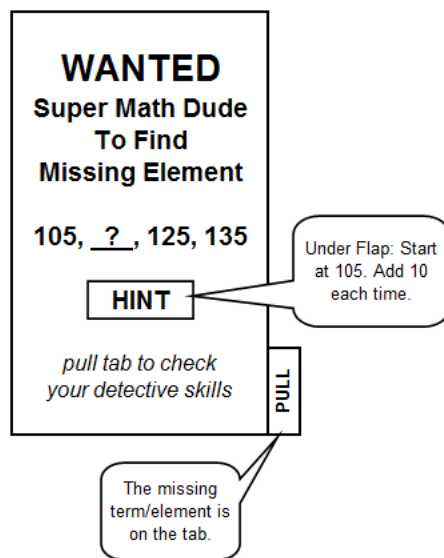 WANTED
Super Math Dude
To Find
Missing Element
105, _?_, 125, 135
HINT
Under Flap: Start
at 105. Add 10
each time.
pull tab to check
your detective skills
PULL
The missing
term/element is
on the tab.